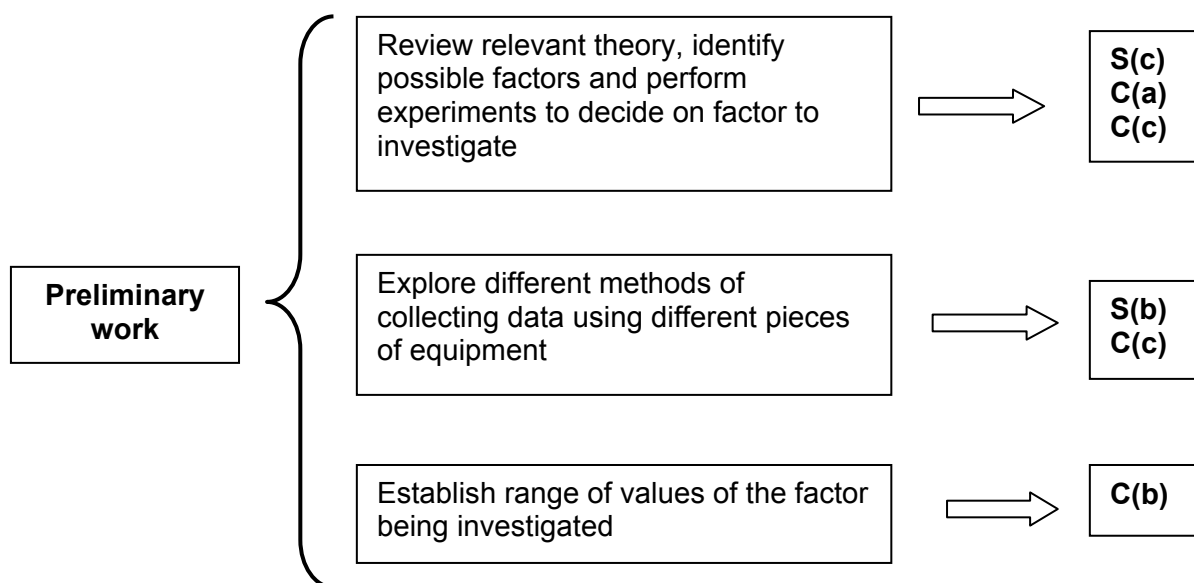 Preliminary
work
Review relevant theory, identify
possible factors and perform
experiments to decide on factor to
investigate
S(c)
C(a)
C(c)
Explore different methods of
collecting data using different pieces
of equipment
S(b)
C(c)
Establish range of values of the factor
being investigated
C(b)